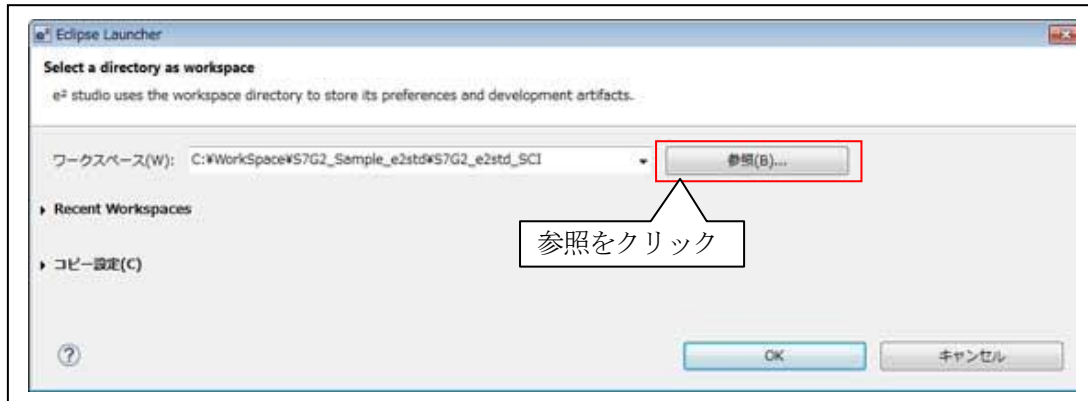 e² Eclipse Launcher
Select a directory as workspace
e² studio uses the workspace directory to store its preferences and development artifacts.
ワークスペース(W): C:¥WorkSpace¥S7G2_Sample_e2std¥S7G2_e2std_SCI 参照(B)...
Recent Workspaces
参照をクリック
コピー設定(C)
?
OK キャンセル